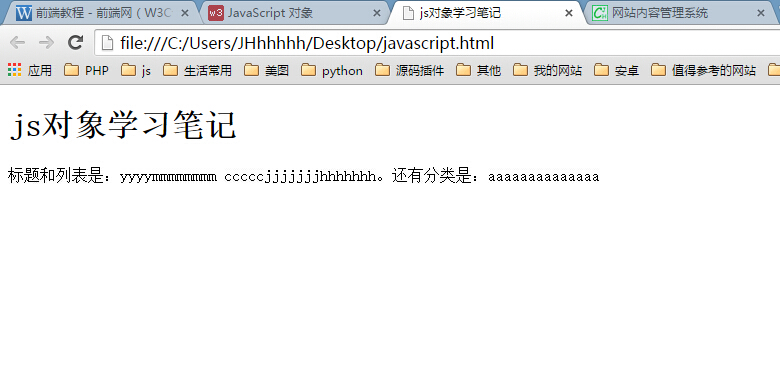 前端教程 - 前端网（W3C
JavaScript 对象
js对象学习笔记
网站内容管理系统
file:///C:/Users/JHhhhhh/Desktop/javascript.html
应用 PHP js 生活常用 美图 python 源码插件 其他 我的网站 安卓 值得参考的网站
js对象学习笔记
标题和列表是：yyyymmmmmmmm cccccjjjjjjjhhhhhhh。还有分类是：aaaaaaaaaaaaaa